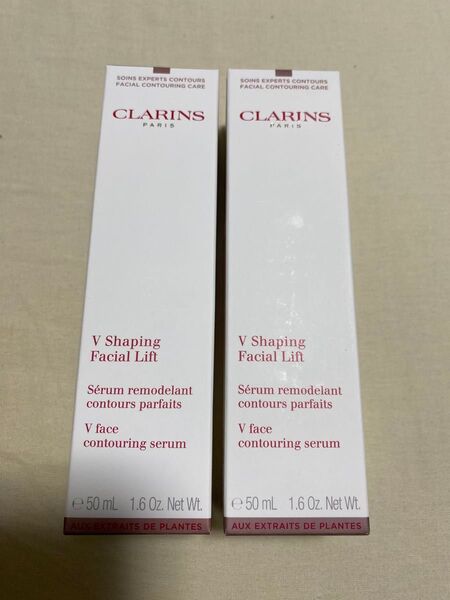 SOINS EXPERTS CONTOURS
FACIAL CONTOURING CARE
CLARINS
PARIS
V Shaping
Facial Lift
Sérum remodelant
contours parfaits
V face
contouring serum
℮ 50 mL 1.6 Oz. Net Wt.
AUX EXTRAITS DE PLANTES
SOINS EXPERTS CONTOURS
FACIAL CONTOURING CARE
CLARINS
PARIS
V Shaping
Facial Lift
Sérum remodelant
contours parfaits
V face
contouring serum
℮ 50 mL 1.6 Oz. Net Wt.
AUX EXTRAITS DE PLANTES